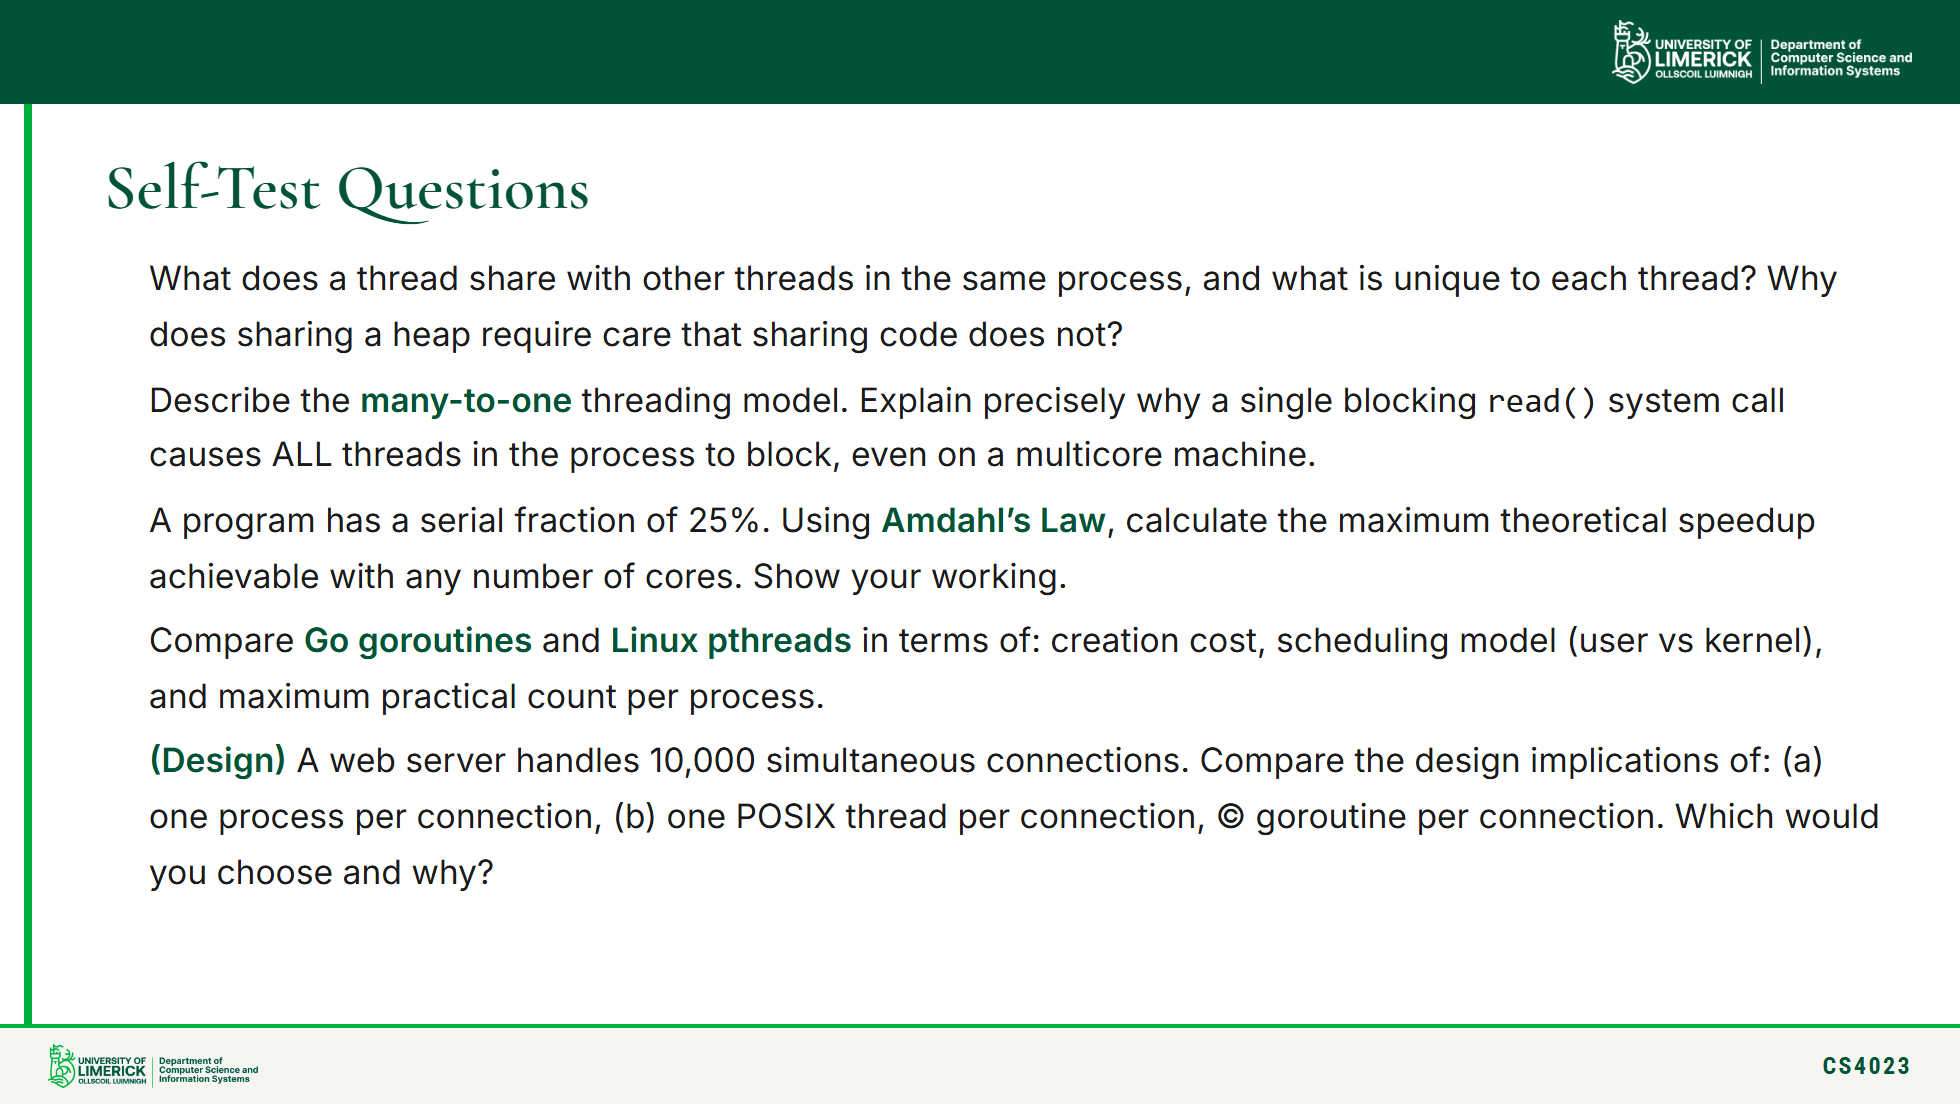 UNIVERSITY OF
LIMERICK
OLLSCOIL LUIMNIGH
Department of
Computer Science and
Information Systems
Self-Test Questions
What does a thread share with other threads in the same process, and what is unique to each thread? Why
does sharing a heap require care that sharing code does not?
Describe the many-to-one threading model. Explain precisely why a single blocking read() system call
causes ALL threads in the process to block, even on a multicore machine.
A program has a serial fraction of 25%. Using Amdahl’s Law, calculate the maximum theoretical speedup
achievable with any number of cores. Show your working.
Compare Go goroutines and Linux pthreads in terms of: creation cost, scheduling model (user vs kernel),
and maximum practical count per process.
(Design) A web server handles 10,000 simultaneous connections. Compare the design implications of: (a)
one process per connection, (b) one POSIX thread per connection, © goroutine per connection. Which would
you choose and why?
UNIVERSITY OF
LIMERICK
OLLSCOIL LUIMNIGH
Department of
Computer Science and
Information Systems
CS4023